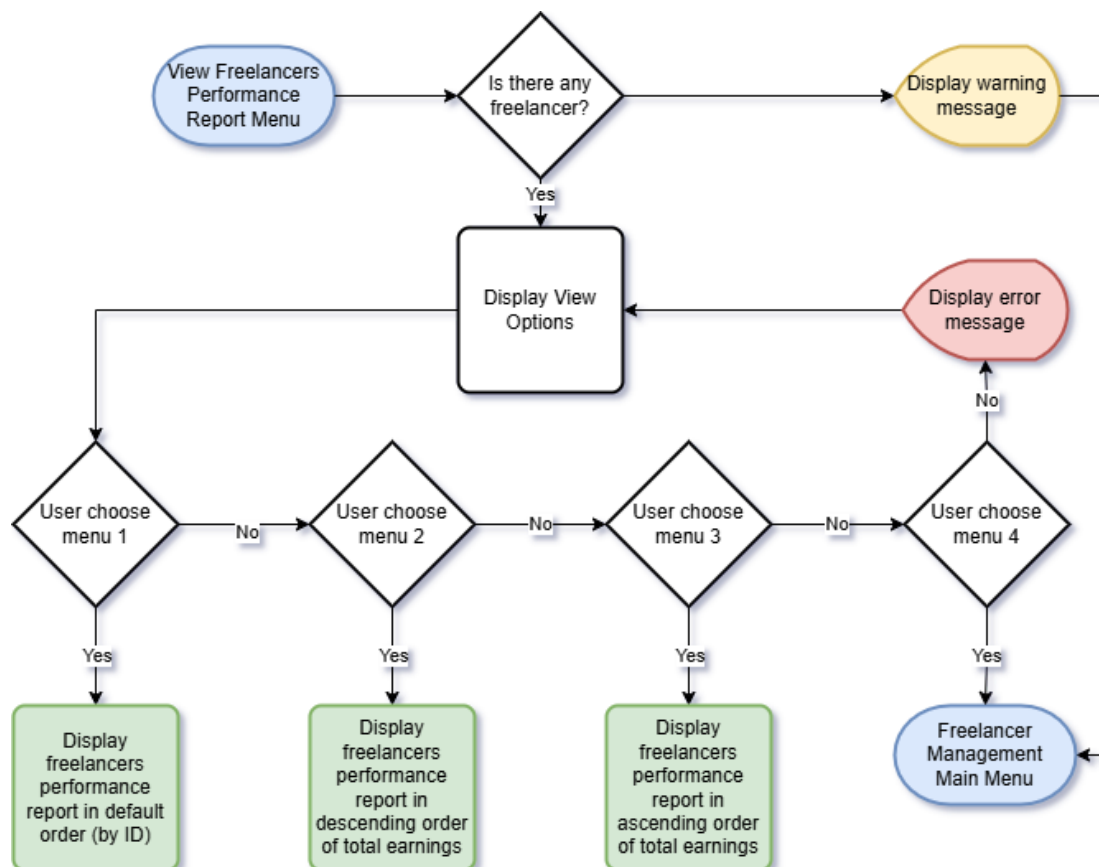 View Freelancers
Performance
Report Menu
Is there any
freelancer?
Display warning
message
Yes
Display View
Options
Display error
message
No
User choose
menu 1
No
User choose
menu 2
No
User choose
menu 3
No
User choose
menu 4
Yes
Yes
Yes
Yes
Display
freelancers
performance
report in default
order (by ID)
Display
freelancers
performance
report in
descending order
of total earnings
Display
freelancers
performance
report in
ascending order
of total earnings
Freelancer
Management
Main Menu